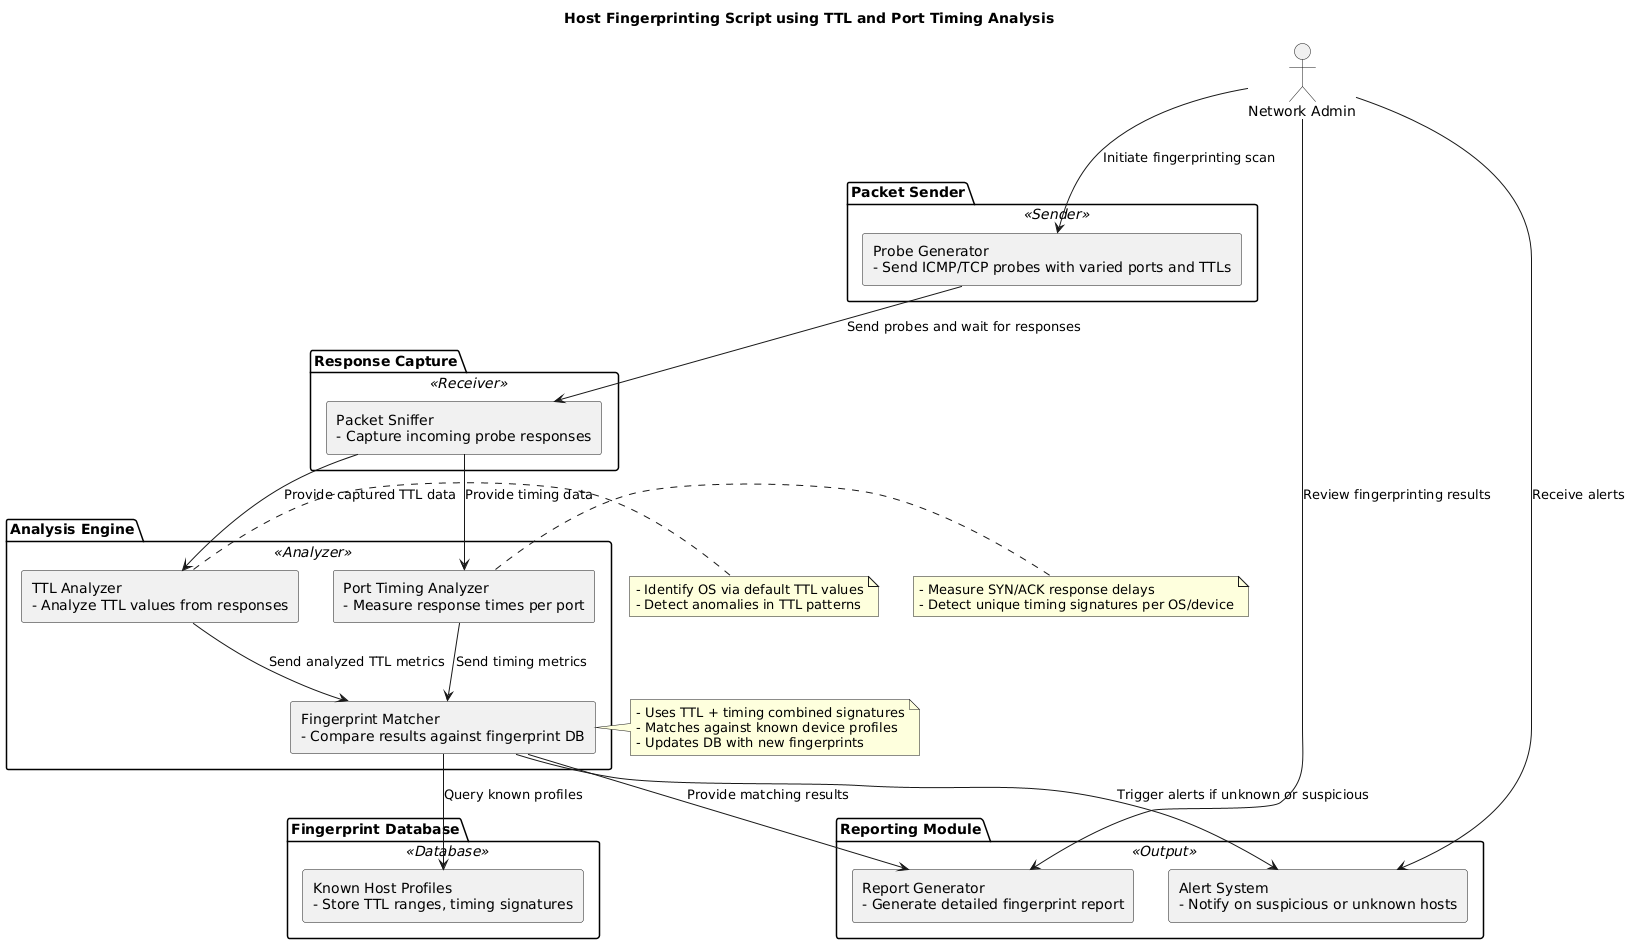 Host Fingerprinting Script using TTL and Port Timing Analysis
Network Admin
Initiate fingerprinting scan
Packet Sender
«Sender»
Probe Generator
- Send ICMP/TCP probes with varied ports and TTLs
Send probes and wait for responses
Response Capture
«Receiver»
Packet Sniffer
- Capture incoming probe responses
Provide captured TTL data
Provide timing data
Review fingerprinting results
Receive alerts
Analysis Engine
«Analyzer»
TTL Analyzer
- Analyze TTL values from responses
Port Timing Analyzer
- Measure response times per port
- Identify OS via default TTL values
- Detect anomalies in TTL patterns
- Measure SYN/ACK response delays
- Detect unique timing signatures per OS/device
Send analyzed TTL metrics
Send timing metrics
Fingerprint Matcher
- Compare results against fingerprint DB
- Uses TTL + timing combined signatures
- Matches against known device profiles
- Updates DB with new fingerprints
Query known profiles
Provide matching results
Trigger alerts if unknown or suspicious
Fingerprint Database
«Database»
Known Host Profiles
- Store TTL ranges, timing signatures
Reporting Module
«Output»
Report Generator
- Generate detailed fingerprint report
Alert System
- Notify on suspicious or unknown hosts